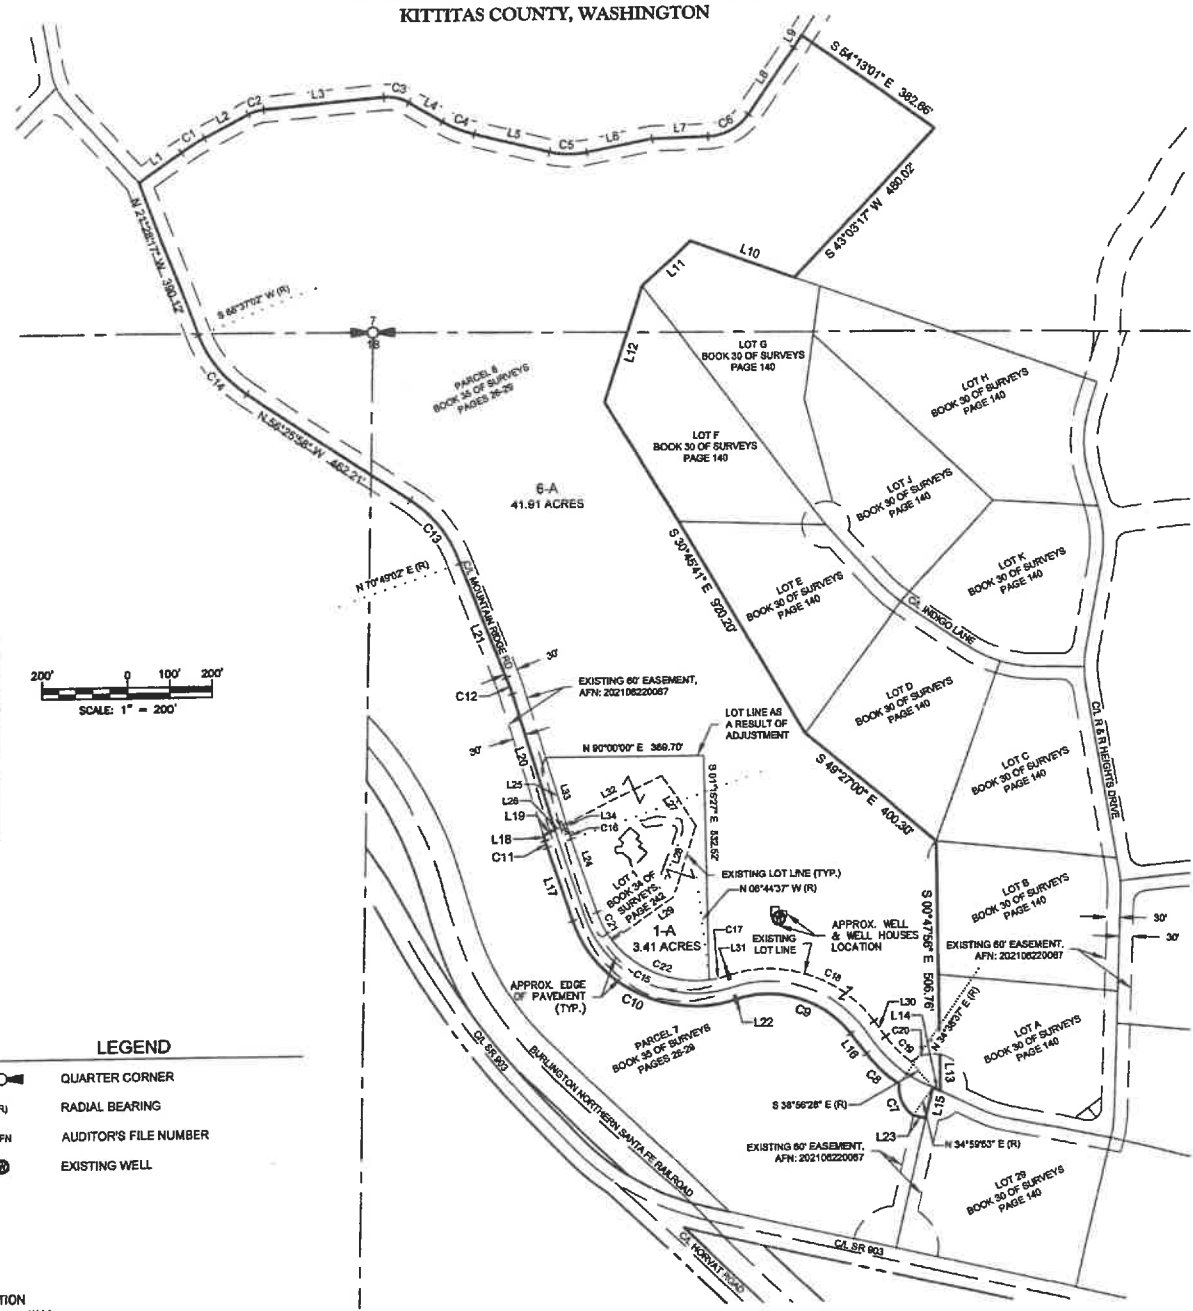 KITTITAS COUNTY, WASHINGTON
L9
S 54°13'01" E 382.66'
L8
C3
L3
C2
L4
L2
C4
C1
L5
C5
L6
L7
C6
L1
S 43°03'17" W 480.02'
N 21°28'17" W 390.12'
L10
L11
S 66°37'02" W (R)
7
18
L12
LOT G
BOOK 30 OF SURVEYS
PAGE 140
C14
PARCEL 6
BOOK 35 OF SURVEYS
PAGES 26-29
LOT H
BOOK 30 OF SURVEYS
PAGE 140
N 56°25'58" W 462.21'
LOT F
BOOK 30 OF SURVEYS
PAGE 140
6-A
41.91 ACRES
LOT J
BOOK 30 OF SURVEYS
PAGE 140
C13
S 30°45'41" E 920.20'
N 70°49'02" E (R)
C/L MOUNTAIN RIDGE RD
LOT E
BOOK 30 OF SURVEYS
PAGE 140
LOT K
BOOK 30 OF SURVEYS
PAGE 140
C/L INDIGO LANE
L21
200' 0 100' 200'
SCALE: 1" = 200'
30'
C12
EXISTING 60' EASEMENT,
AFN: 202106220067
LOT D
BOOK 30 OF SURVEYS
PAGE 140
LOT LINE AS
A RESULT OF
ADJUSTMENT
C/L R & R HEIGHTS DRIVE
30'
L20
N 90°00'00" E 369.70'
S 49°27'00" E 400.30'
LOT C
BOOK 30 OF SURVEYS
PAGE 140
L25
L33
L32
L26
L27
L19
L34
C16
L18
C11
S 01°16'27" E 532.52'
L24
L28
LOT 1
BOOK 34 OF
SURVEYS,
PAGE 242
EXISTING LOT LINE (TYP.)
N 06°44'37" W (R)
L17
L29
C21
1-A
3.41 ACRES
S 00°47'56" E 506.76'
LOT B
BOOK 30 OF SURVEYS
PAGE 140
30'
30'
APPROX. WELL
& WELL HOUSES
LOCATION
C17
L31
EXISTING
LOT LINE
EXISTING 60' EASEMENT,
AFN: 202106220067
C22
C15
C18
APPROX. EDGE
OF PAVEMENT
(TYP.)
C10
L22
C9
L30
L14
C20
C19
N 34°36'37" E (R)
LOT A
BOOK 30 OF SURVEYS
PAGE 140
PARCEL 7
BOOK 35 OF SURVEYS
PAGES 26-29
L16
C8
L13
C/L SR 903
BURLINGTON NORTHERN SANTA FE RAILROAD
S 38°56'28" E (R)
C7
L15
L23
N 34°59'53" E (R)
EXISTING 60' EASEMENT,
AFN: 202106220067
LOT 29
BOOK 30 OF SURVEYS
PAGE 140
C/L SR 903
C/L HORVAT ROAD
LEGEND
QUARTER CORNER
R) RADIAL BEARING
FN AUDITOR'S FILE NUMBER
EXISTING WELL
TION